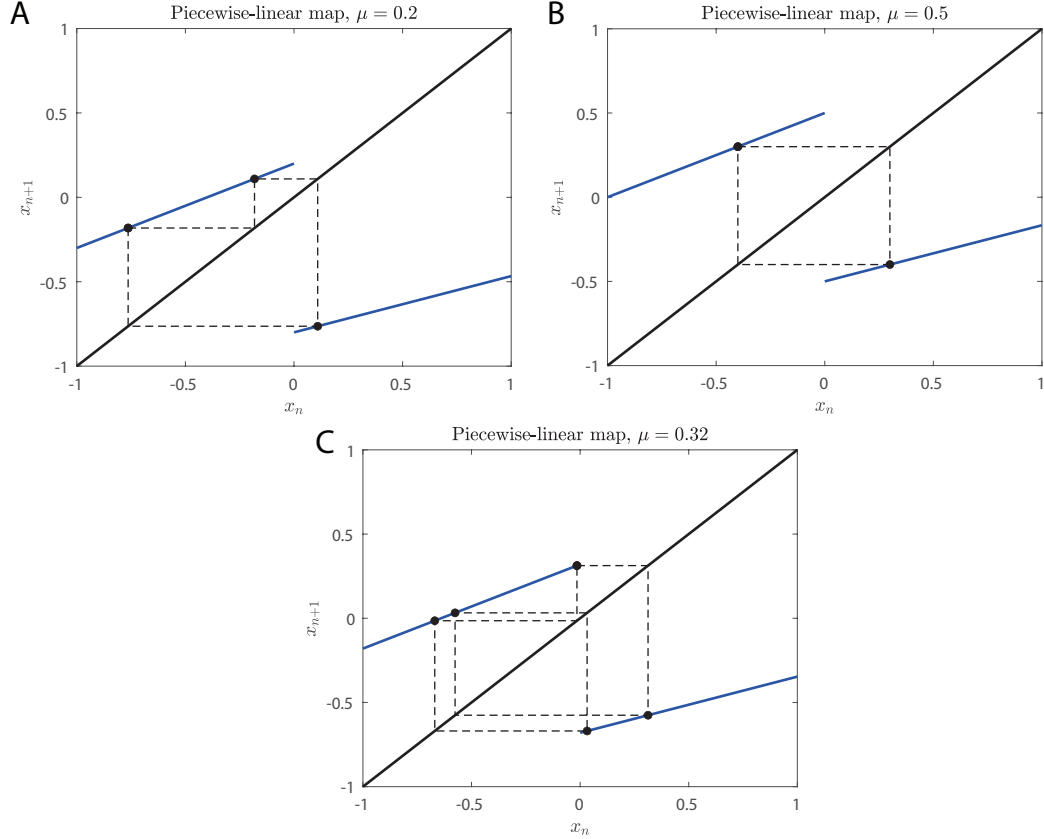 A
Piecewise-linear map, μ = 0.2
1
0.5
0
-0.5
-1
x_{n+1}
-1
-0.5
0
0.5
1
x_n
B
Piecewise-linear map, μ = 0.5
1
0.5
0
-0.5
-1
x_{n+1}
-1
-0.5
0
0.5
1
x_n
C
Piecewise-linear map, μ = 0.32
1
0.5
0
-0.5
-1
x_{n+1}
-1
-0.5
0
0.5
1
x_n